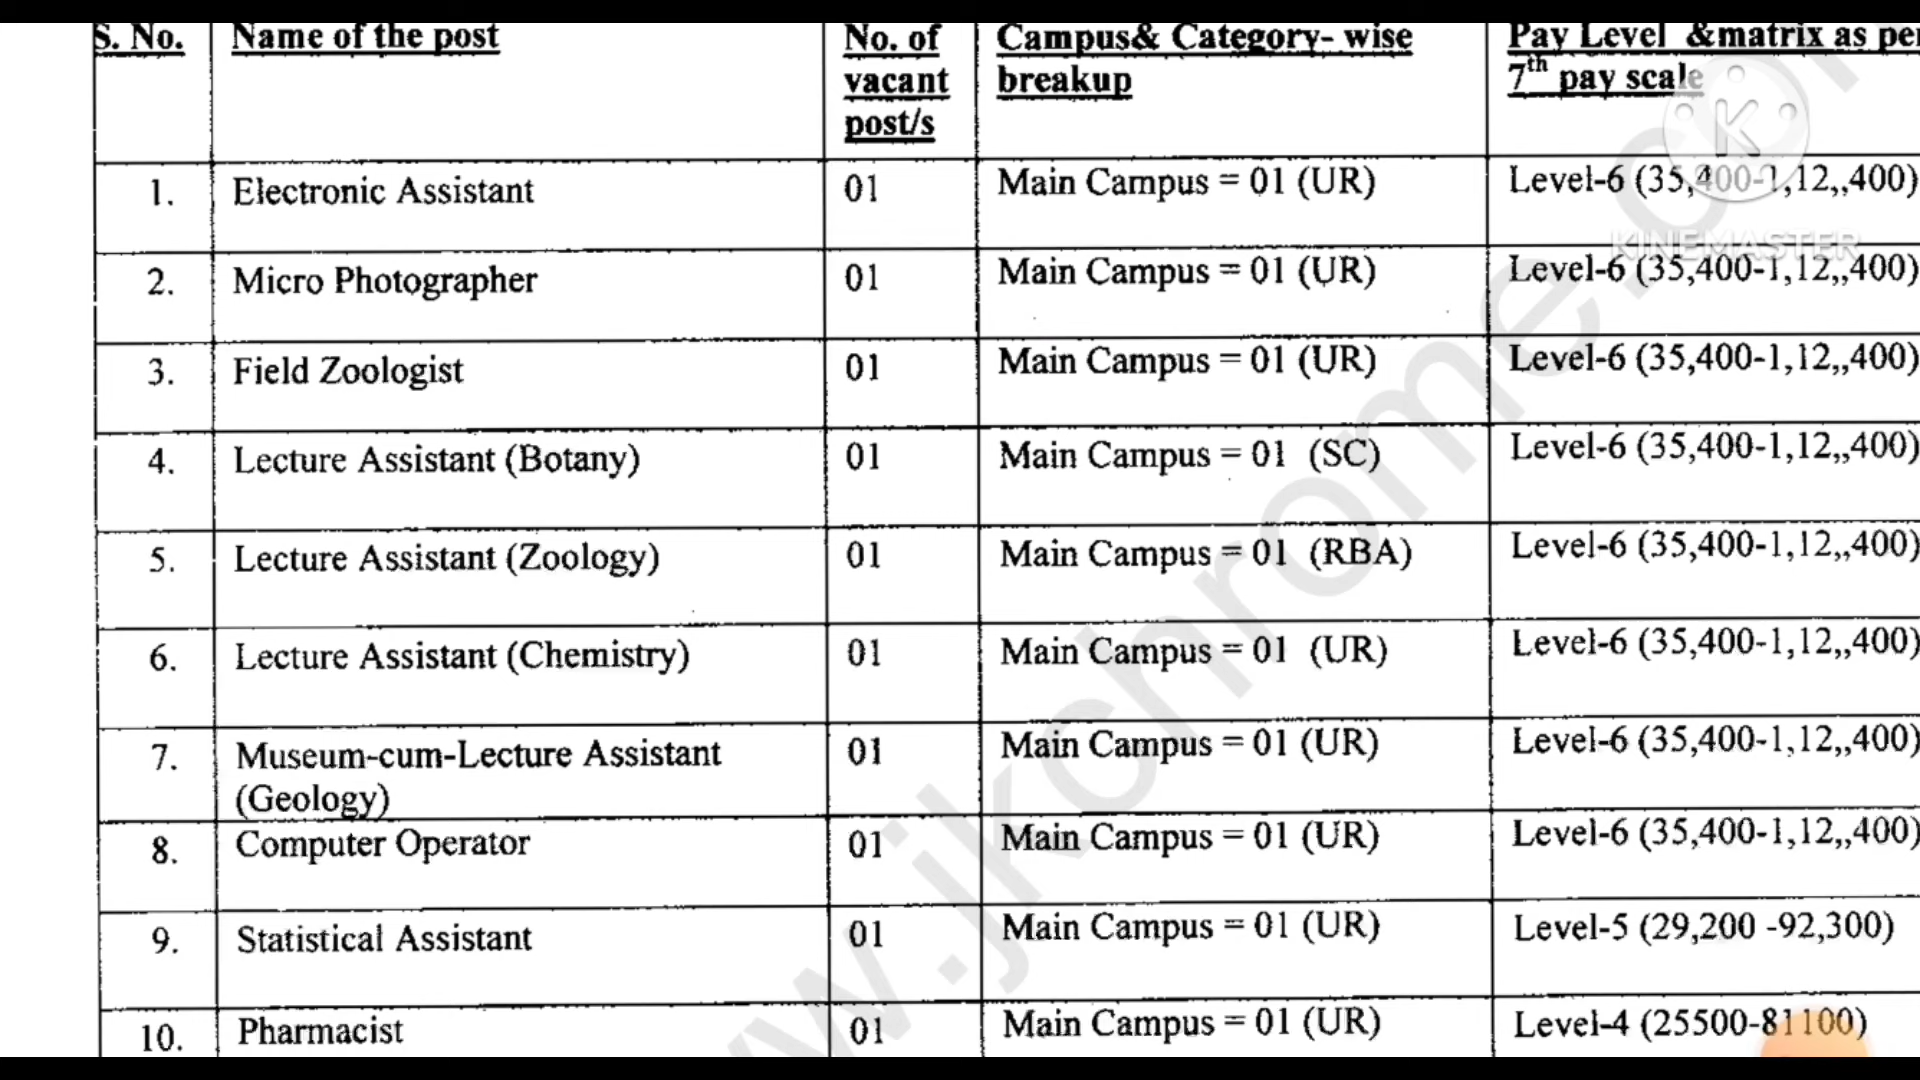 S. No. Name of the post No. of Campus& Category- wise Pay Level &matrix as per
vacant breakup 7th pay scale
post/s
1. Electronic Assistant 01 Main Campus = 01 (UR) Level-6 (35,400-1,12,,400)
2. Micro Photographer 01 Main Campus = 01 (UR) Level-6 (35,400-1,12,,400)
3. Field Zoologist 01 Main Campus = 01 (UR) Level-6 (35,400-1,12,,400)
4. Lecture Assistant (Botany) 01 Main Campus = 01 (SC) Level-6 (35,400-1,12,,400)
5. Lecture Assistant (Zoology) 01 Main Campus = 01 (RBA) Level-6 (35,400-1,12,,400)
6. Lecture Assistant (Chemistry) 01 Main Campus = 01 (UR) Level-6 (35,400-1,12,,400)
7. Museum-cum-Lecture Assistant 01 Main Campus = 01 (UR) Level-6 (35,400-1,12,,400)
(Geology)
8. Computer Operator 01 Main Campus = 01 (UR) Level-6 (35,400-1,12,,400)
9. Statistical Assistant 01 Main Campus = 01 (UR) Level-5 (29,200 -92,300)
10. Pharmacist 01 Main Campus = 01 (UR) Level-4 (25500-81100)
K
KINEMASTER
w.jkchrome.co